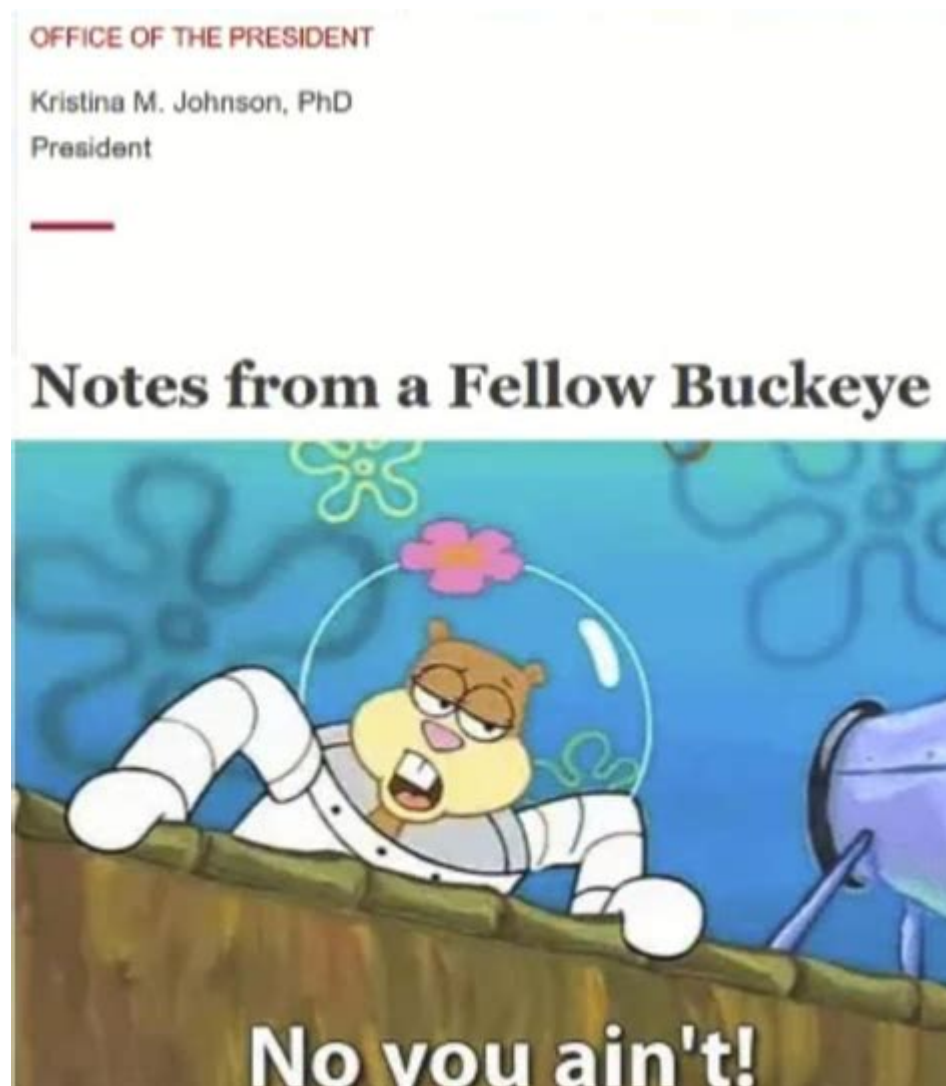 OFFICE OF THE PRESIDENT
Kristina M. Johnson, PhD
President
Notes from a Fellow Buckeye
No you ain't!